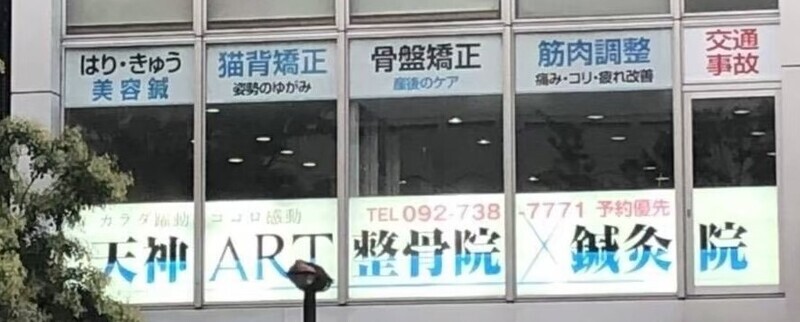 はり・きゅう
美容鍼
猫背矯正
姿勢のゆがみ
骨盤矯正
産後のケア
筋肉調整
痛み・コリ・疲れ改善
交通
事故
カラダ躍動 ココロ感動
TEL 092-738-7771 予約優先
天神ART整骨院×鍼灸院